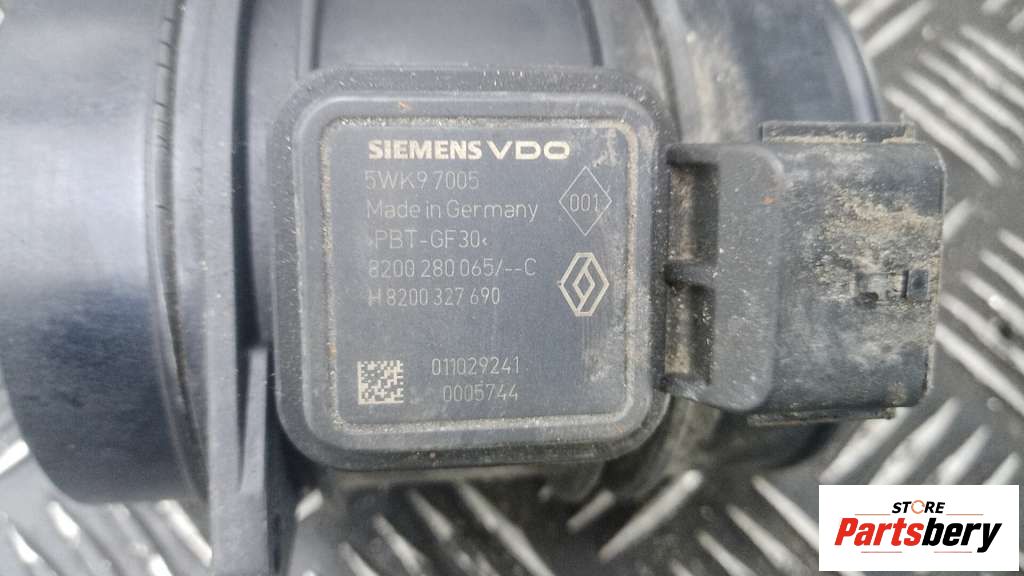 SIEMENS VDO
5WK9 7005
Made in Germany
001
›PBT-GF30‹
8200 280 065/--C
H 8200 327 690
011029241
0005744
STORE
Partsbery